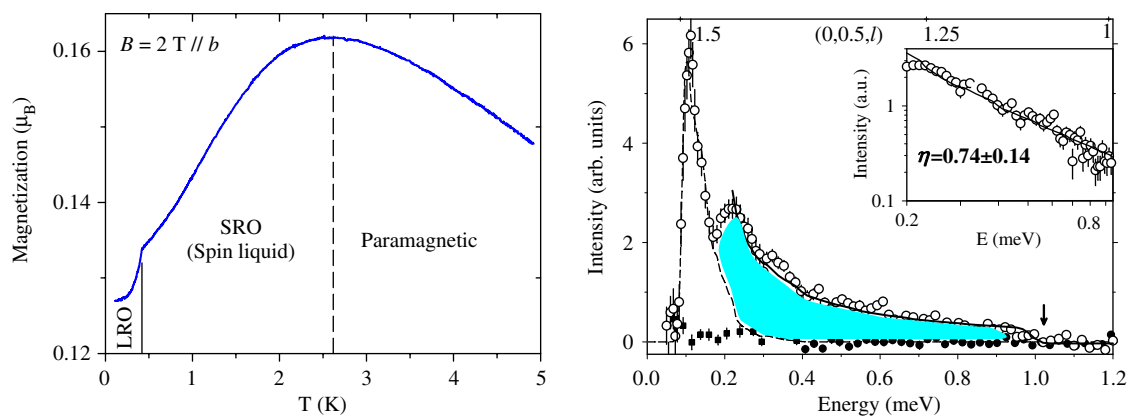 B = 2 T // b
Magnetization (μB)
0.16
0.14
0.12
LRO
SRO
(Spin liquid)
Paramagnetic
0 1 2 3 4 5
T (K)
1.5 (0,0.5,l) 1.25 1
Intensity (arb. units)
6
4
2
0
0.0 0.2 0.4 0.6 0.8 1.0 1.2
Energy (meV)
Intensity (a.u.)
1
0.1
η=0.74±0.14
0.2 0.8
E (meV)